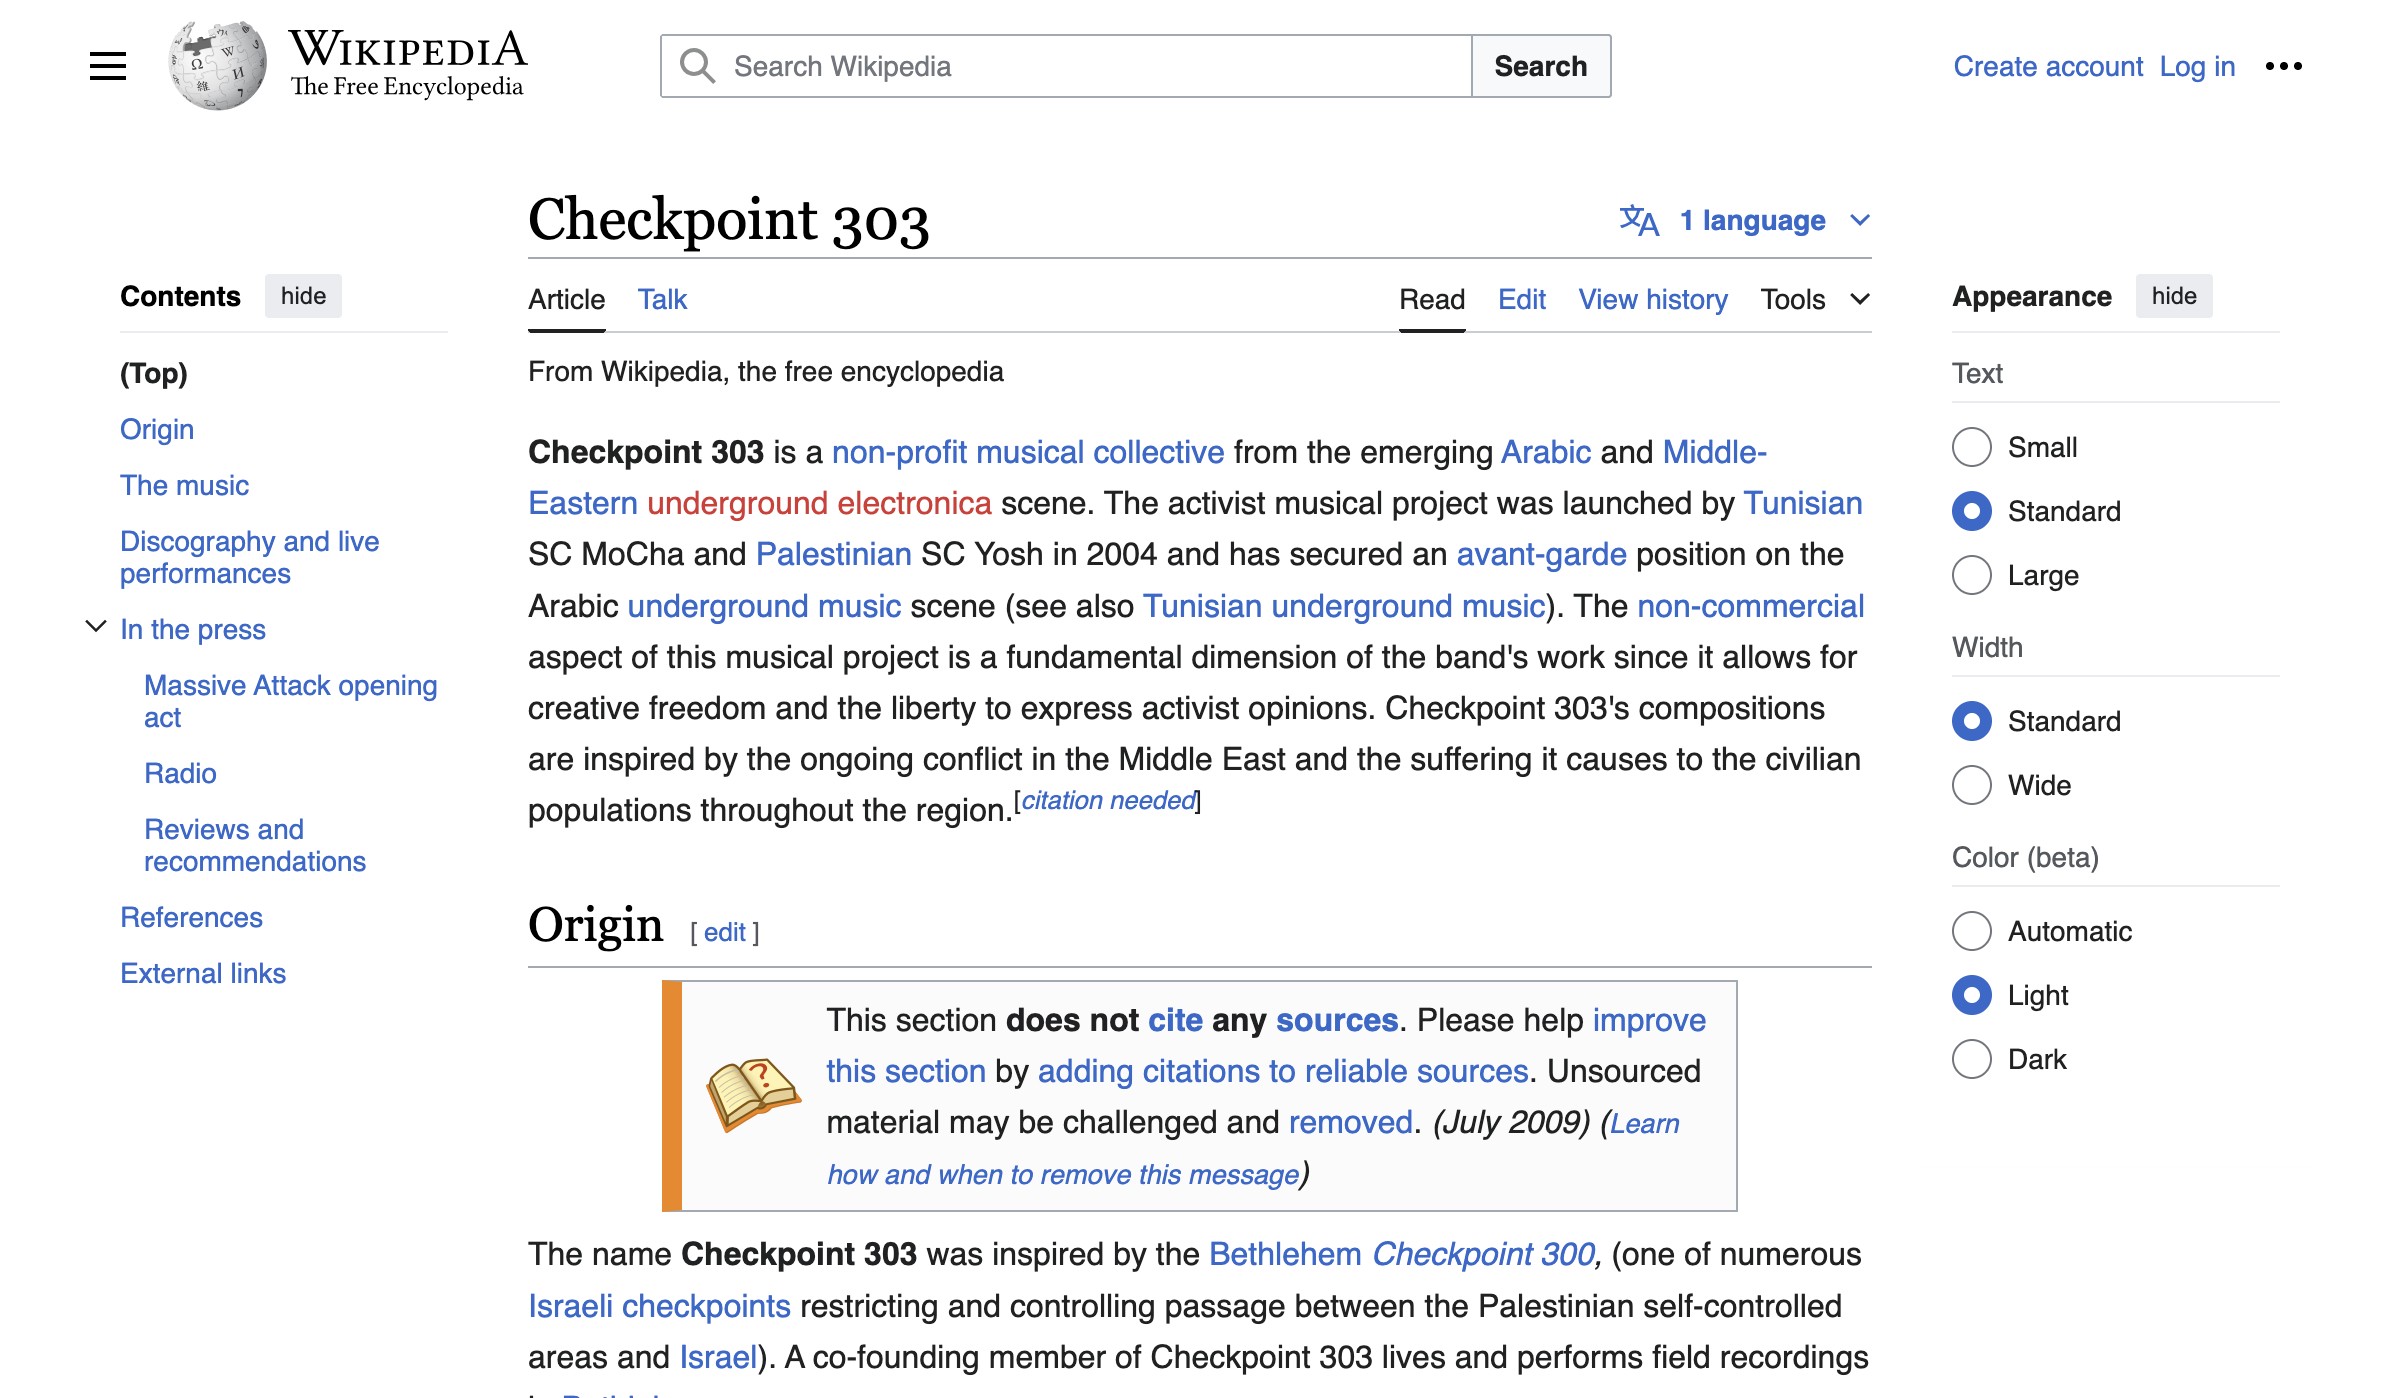 WIKIPEDIA
The Free Encyclopedia
Search Wikipedia
Search
Create account
Log in
Contents
hide
(Top)
Origin
The music
Discography and live
performances
In the press
Massive Attack opening
act
Radio
Reviews and
recommendations
References
External links
Checkpoint 303
1 language
Article
Talk
Read
Edit
View history
Tools
From Wikipedia, the free encyclopedia
Checkpoint 303 is a non-profit musical collective from the emerging Arabic and Middle-
Eastern underground electronica scene. The activist musical project was launched by Tunisian
SC MoCha and Palestinian SC Yosh in 2004 and has secured an avant-garde position on the
Arabic underground music scene (see also Tunisian underground music). The non-commercial
aspect of this musical project is a fundamental dimension of the band's work since it allows for
creative freedom and the liberty to express activist opinions. Checkpoint 303's compositions
are inspired by the ongoing conflict in the Middle East and the suffering it causes to the civilian
populations throughout the region.[citation needed]
Origin [ edit ]
This section does not cite any sources. Please help improve
this section by adding citations to reliable sources. Unsourced
material may be challenged and removed. (July 2009) (Learn
how and when to remove this message)
The name Checkpoint 303 was inspired by the Bethlehem Checkpoint 300, (one of numerous
Israeli checkpoints restricting and controlling passage between the Palestinian self-controlled
areas and Israel). A co-founding member of Checkpoint 303 lives and performs field recordings
Appearance
hide
Text
Small
Standard
Large
Width
Standard
Wide
Color (beta)
Automatic
Light
Dark